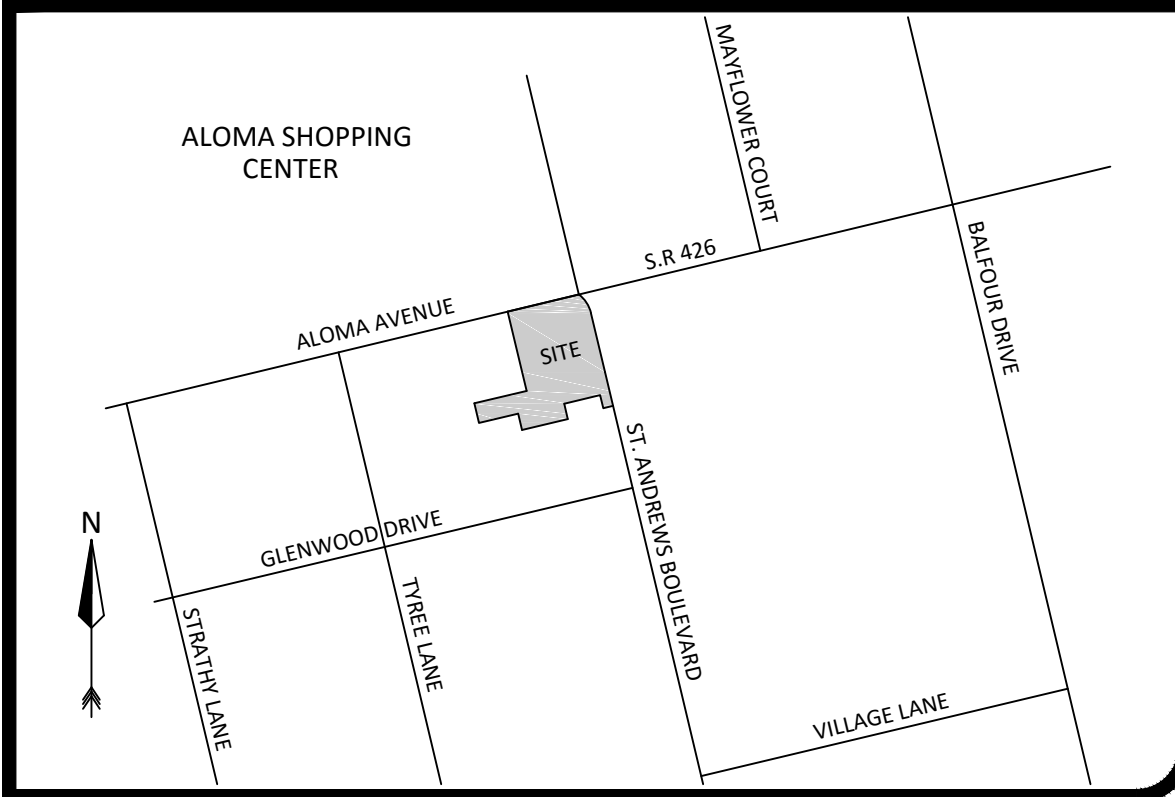 MAYFLOWER COURT
ALOMA SHOPPING
CENTER
S.R 426
BALFOUR DRIVE
ALOMA AVENUE
SITE
ST. ANDREWS BOULEVARD
N
GLENWOOD DRIVE
TYREE LANE
STRATHY LANE
VILLAGE LANE